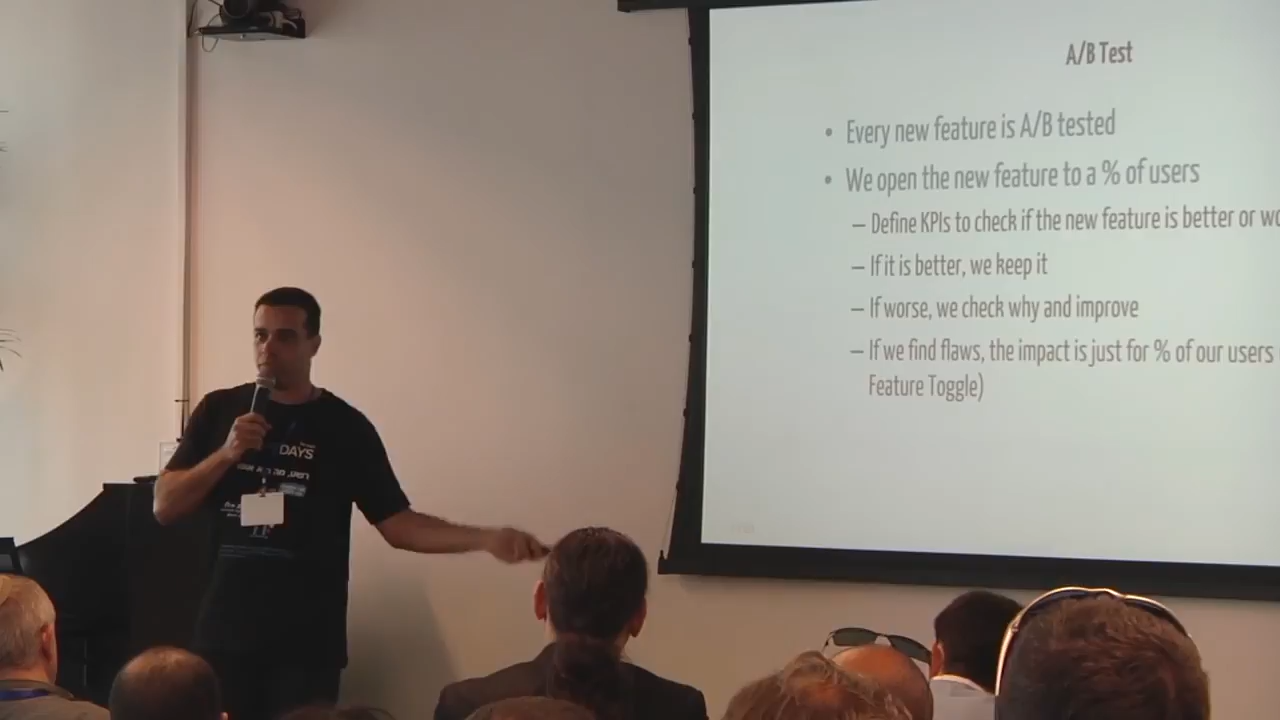 A/B Test
• Every new feature is A/B tested
• We open the new feature to a % of users
– Define KPIs to check if the new feature is better or wo
– If it is better, we keep it
– If worse, we check why and improve
– If we find flaws, the impact is just for % of our users
Feature Toggle)
DAYS